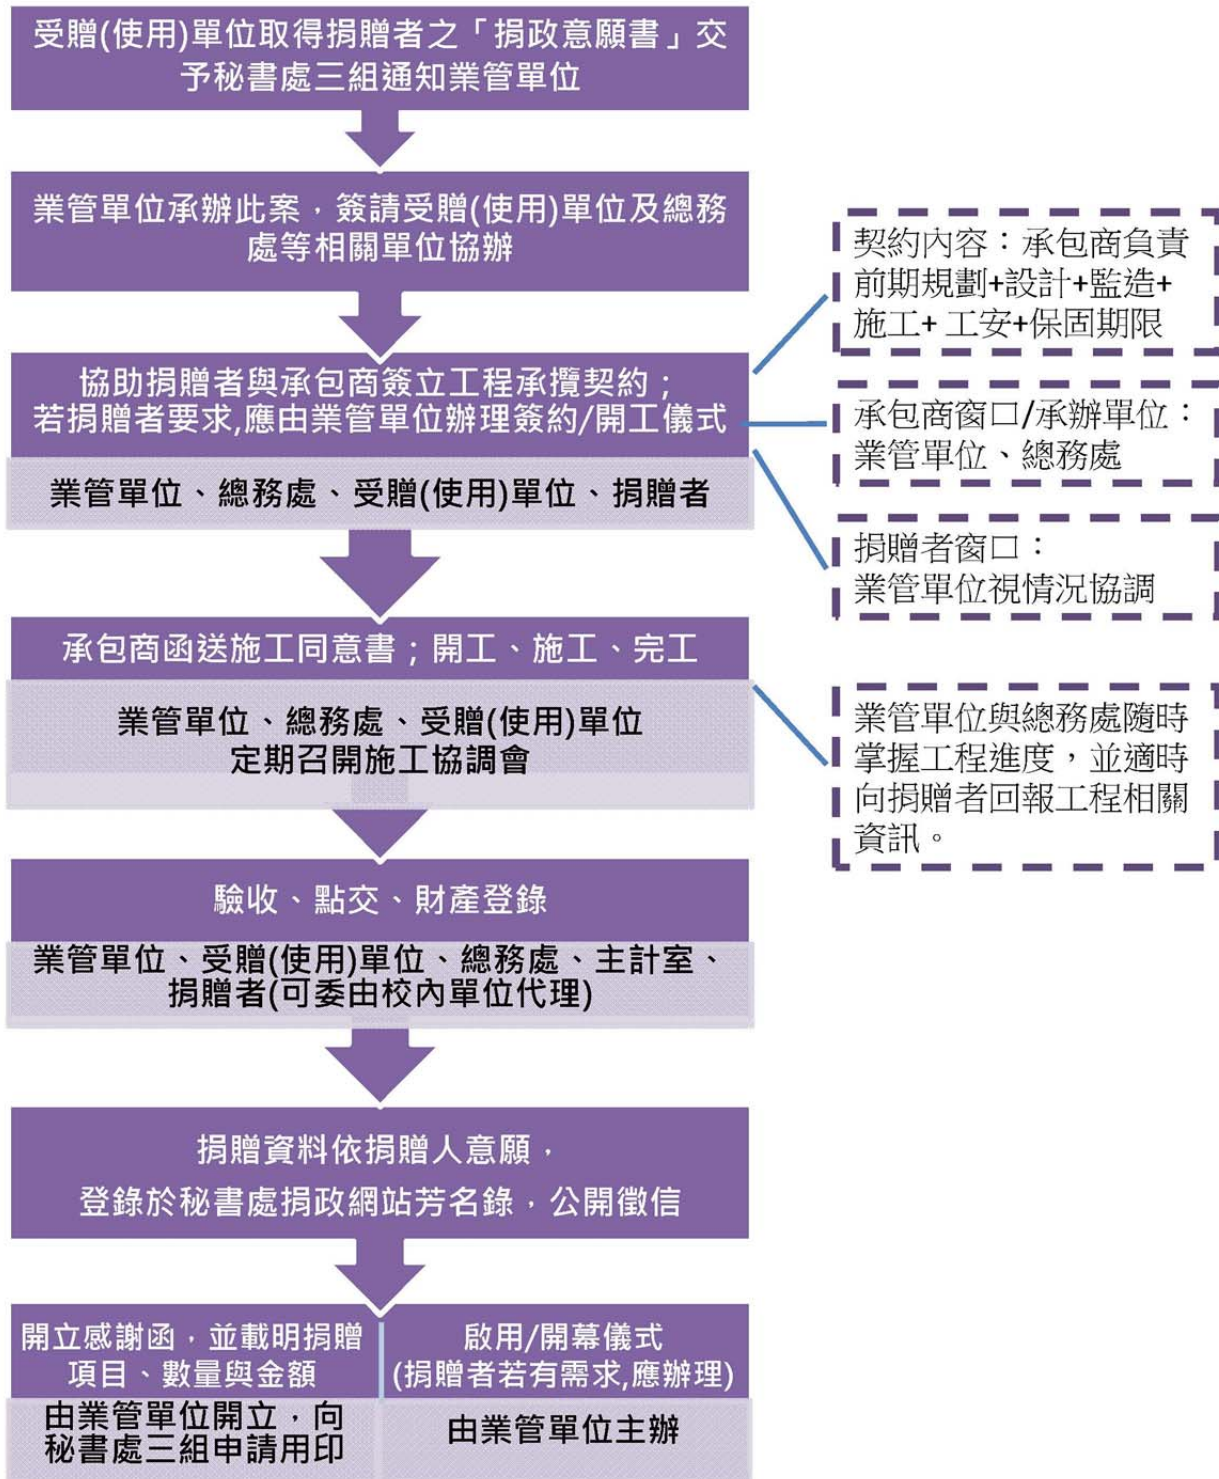 受贈(使用)單位取得捐贈者之「捐政意願書」交
予秘書處三組通知業管單位
業管單位承辦此案，簽請受贈(使用)單位及總務
處等相關單位協辦
協助捐贈者與承包商簽立工程承攬契約；
若捐贈者要求,應由業管單位辦理簽約/開工儀式
業管單位、總務處、受贈(使用)單位、捐贈者
契約內容：承包商負責
前期規劃+設計+監造+
施工+ 工安+保固期限
承包商窗口/承辦單位：
業管單位、總務處
捐贈者窗口：
業管單位視情況協調
承包商函送施工同意書；開工、施工、完工
業管單位、總務處、受贈(使用)單位
定期召開施工協調會
業管單位與總務處隨時
掌握工程進度，並適時
向捐贈者回報工程相關
資訊。
驗收、點交、財產登錄
業管單位、受贈(使用)單位、總務處、主計室、
捐贈者(可委由校內單位代理)
捐贈資料依捐贈人意願，
登錄於秘書處捐政網站芳名錄，公開徵信
開立感謝函，並載明捐贈
項目、數量與金額
由業管單位開立，向
秘書處三組申請用印
啟用/開幕儀式
(捐贈者若有需求,應辦理)
由業管單位主辦